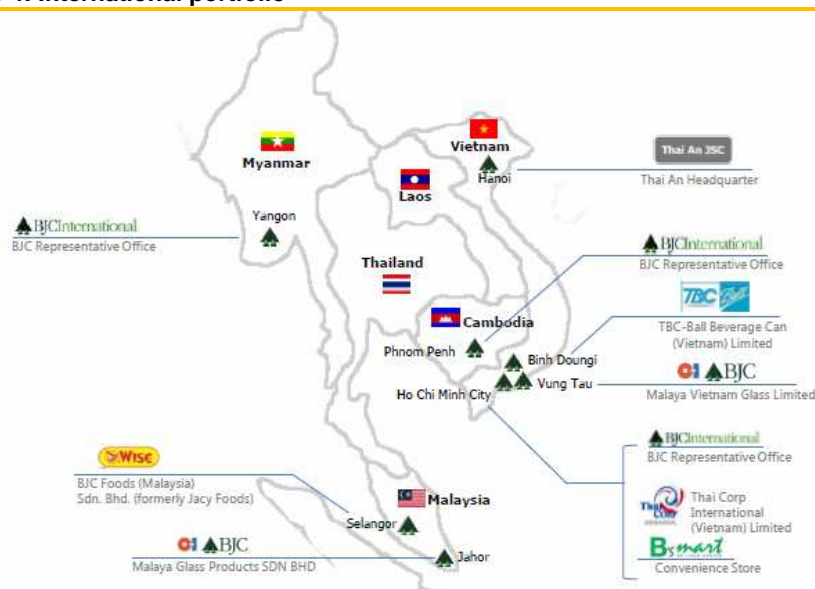 Myanmar
Vietnam
Hanoi
Thai An JSC
Thai An Headquarter
Laos
Yangon
BJCInternational
BJC Representative Office
Thailand
BJCInternational
BJC Representative Office
Cambodia
Phnom Penh
TBC Ball
TBC-Ball Beverage Can
(Vietnam) Limited
Binh Doungi
Ho Chi Minh City
Vung Tau
O-I BJC
Malaya Vietnam Glass Limited
BJCInternational
BJC Representative Office
Thai Corp
Thai Corp
International
(Vietnam) Limited
B's mart
Convenience Store
WISE
BJC Foods (Malaysia)
Sdn. Bhd. (formerly Jacy Foods)
Malaysia
Selangor
O-I BJC
Malaya Glass Products SDN BHD
Jahor